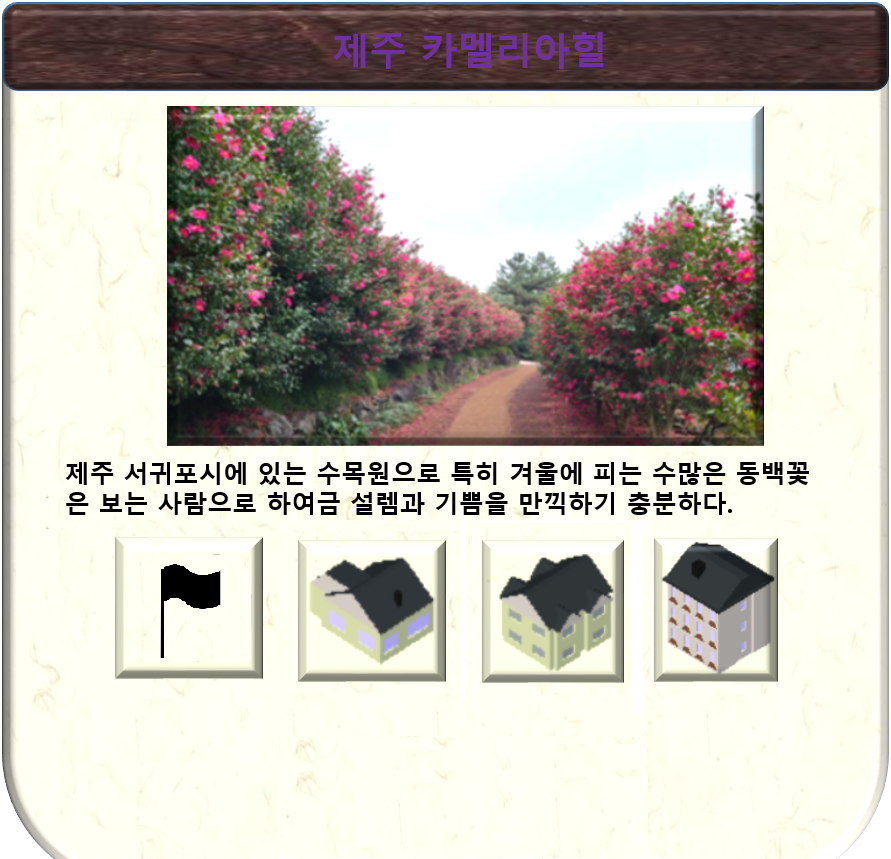 제주 카멜리아힐
제주 서귀포시에 있는 수목원으로 특히 겨울에 피는 수많은 동백꽃
은 보는 사람으로 하여금 설렘과 기쁨을 만끽하기 충분하다.